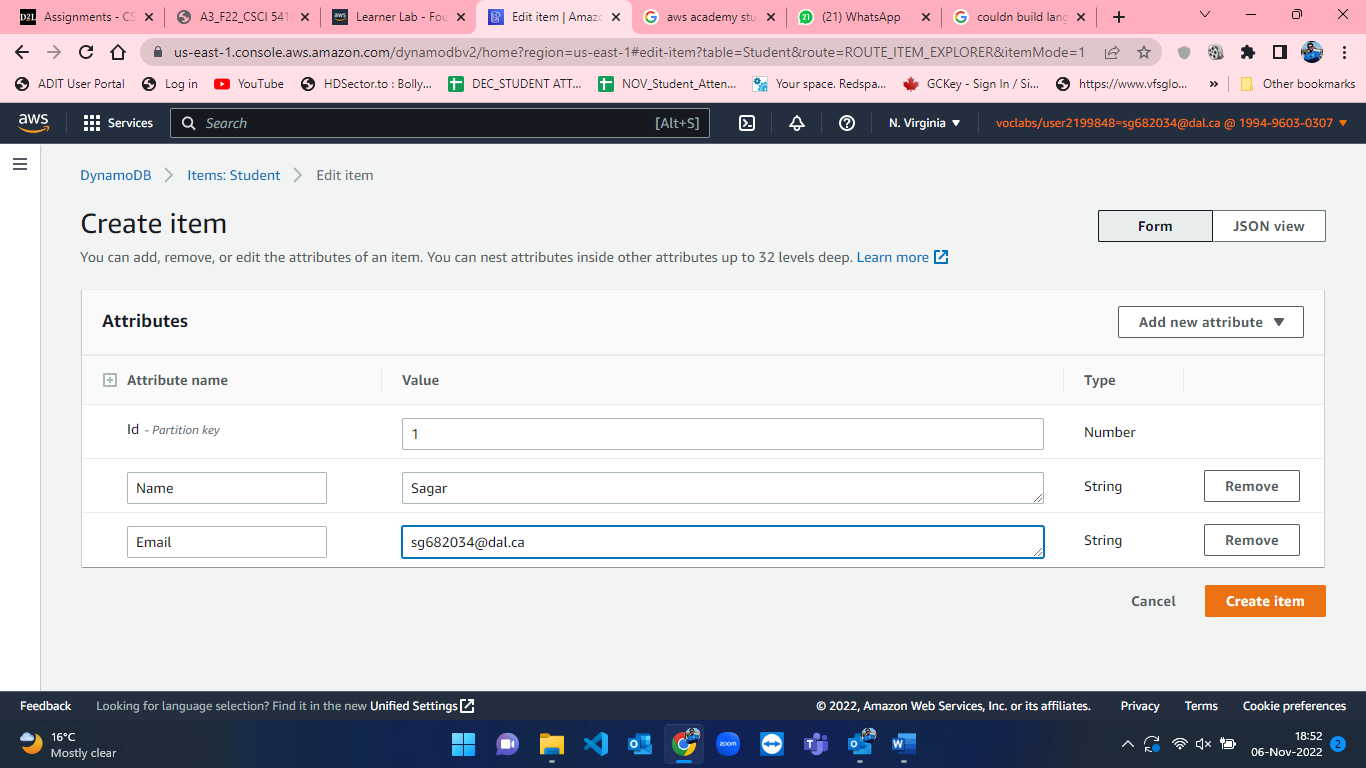 D2L Assignments - CS
A3_F22_CSCI 541
aws Learner Lab - Fou
Edit item | Amaz
aws academy stu
21 (21) WhatsApp
couldn build lang
us-east-1.console.aws.amazon.com/dynamodbv2/home?region=us-east-1#edit-item?table=Student&route=ROUTE_ITEM_EXPLORER&itemMode=1
ADIT User Portal
Log in
YouTube
HDSector.to : Bolly...
DEC_STUDENT ATT...
NOV_Student_Atten...
Your space. Redspa...
GCKey - Sign In / Si...
https://www.vfsglo...
»
Other bookmarks
aws
Services
Search
[Alt+S]
N. Virginia
voclabs/user2199848=sg682034@dal.ca @ 1994-9603-0307
DynamoDB
Items: Student
Edit item
Create item
Form
JSON view
You can add, remove, or edit the attributes of an item. You can nest attributes inside other attributes up to 32 levels deep. Learn more
Attributes
Add new attribute
Attribute name
Value
Type
Id - Partition key
1
Number
Name
Sagar
String
Remove
Email
sg682034@dal.ca
String
Remove
Cancel
Create item
Feedback
Looking for language selection? Find it in the new Unified Settings
© 2022, Amazon Web Services, Inc. or its affiliates.
Privacy
Terms
Cookie preferences
16°C
Mostly clear
zoom
18:52
06-Nov-2022
2